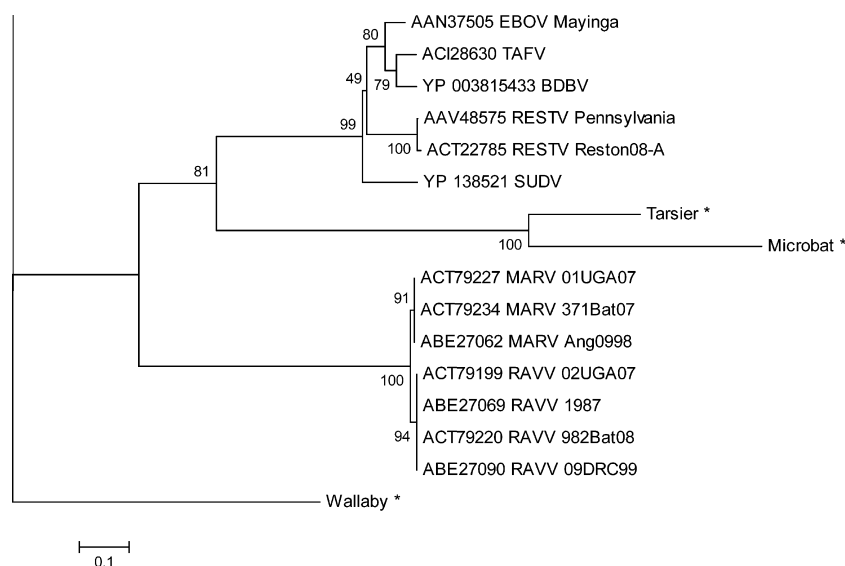 AAN37505 EBOV Mayinga
80
ACI28630 TAFV
49
79
YP 003815433 BDBV
99
AAV48575 RESTV Pennsylvania
100
ACT22785 RESTV Reston08-A
81
YP 138521 SUDV
Tarsier *
100
Microbat *
ACT79227 MARV 01UGA07
91
ACT79234 MARV 371Bat07
ABE27062 MARV Ang0998
100
ACT79199 RAVV 02UGA07
ABE27069 RAVV 1987
94
ACT79220 RAVV 982Bat08
ABE27090 RAVV 09DRC99
Wallaby *
0.1